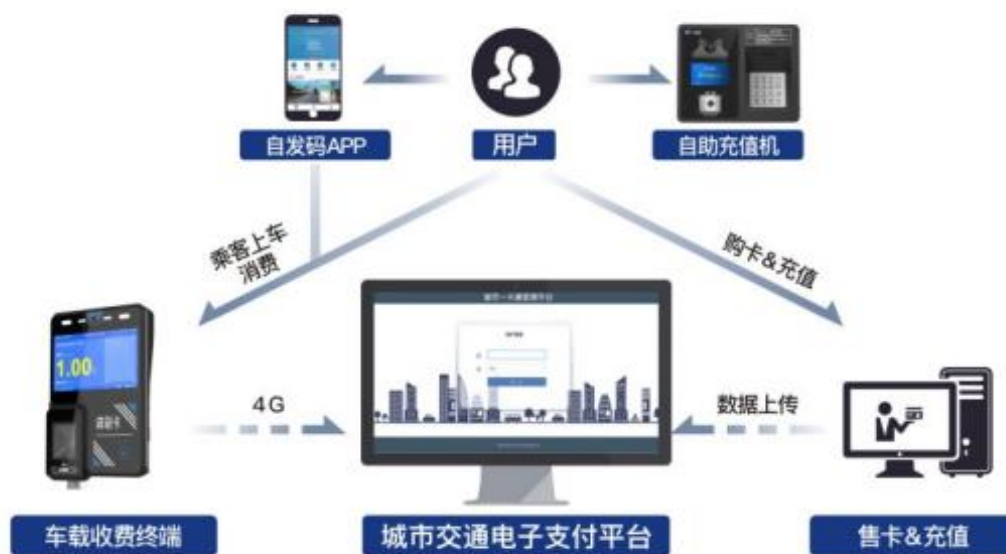 自发码APP
用户
自助充值机
乘客上车
消费
购卡&充值
1.00
4G
数据上传
车载收费终端
城市交通电子支付平台
售卡&充值